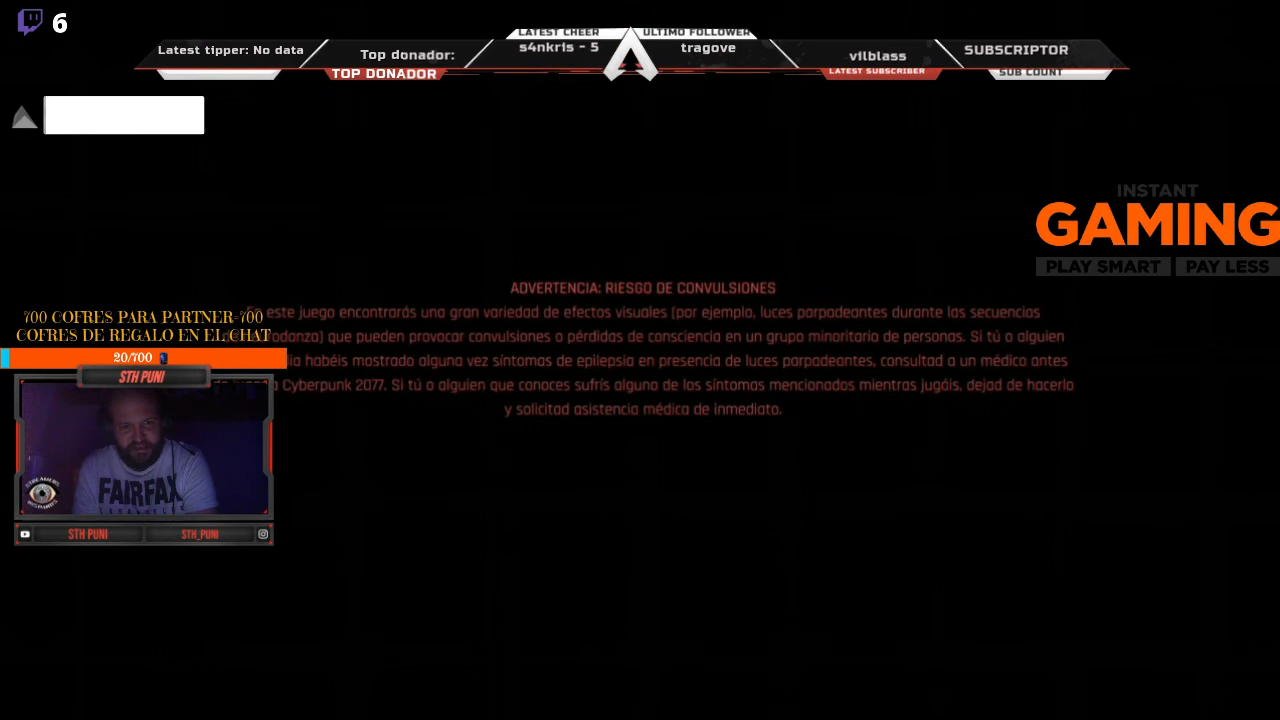 6
LATEST CHEER
ULTIMO FOLLOWER
Latest tipper: No data
Top donador:
s4nkris - 5
tragove
vilblass
SUBSCRIPTOR
TOP DONADOR
LATEST SUBSCRIBER
SUB COUNT
INSTANT
GAMING
PLAY SMART PAY LESS
ADVERTENCIA: RIESGO DE CONVULSIONES
este juego encontrarás una gran variedad de efectos visuales (por ejemplo, luces parpadeantes durante las secuencias
que pueden provocar convulsiones o pérdidas de consciencia en un grupo minoritario de personas. Si tú o alguien
habéis mostrado alguna vez síntomas de epilepsia en presencia de luces parpadeantes, consultad a un médico antes
Cyberpunk 2077. Si tú o alguien que conoces sufrís alguno de los síntomas mencionados mientras jugáis, dejad de hacerlo
y solicitad asistencia médica de inmediato.
700 COFRES PARA PARTNER-700
COFRES DE REGALO EN EL CHAT
20/700
STH PUNI
FAIRFAX
STH PUNI
STH_PUNI